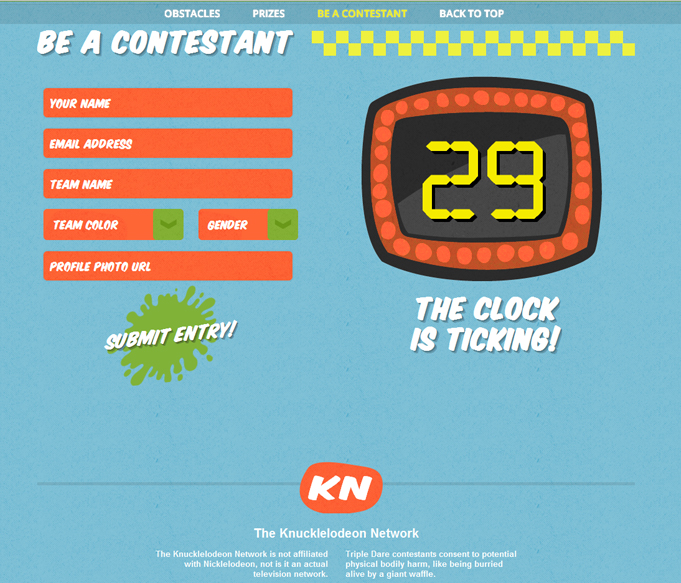 OBSTACLES PRIZES BE A CONTESTANT BACK TO TOP
BE A CONTESTANT
YOUR NAME
EMAIL ADDRESS
TEAM NAME
TEAM COLOR GENDER
PROFILE PHOTO URL
SUBMIT ENTRY!
29
THE CLOCK
IS TICKING!
KN
The Knucklelodeon Network
The Knucklelodeon Network is not affiliated
with Nicklelodeon, not is it an actual
television network.
Triple Dare contestants consent to potential
physical bodily harm, like being burried
alive by a giant waffle.